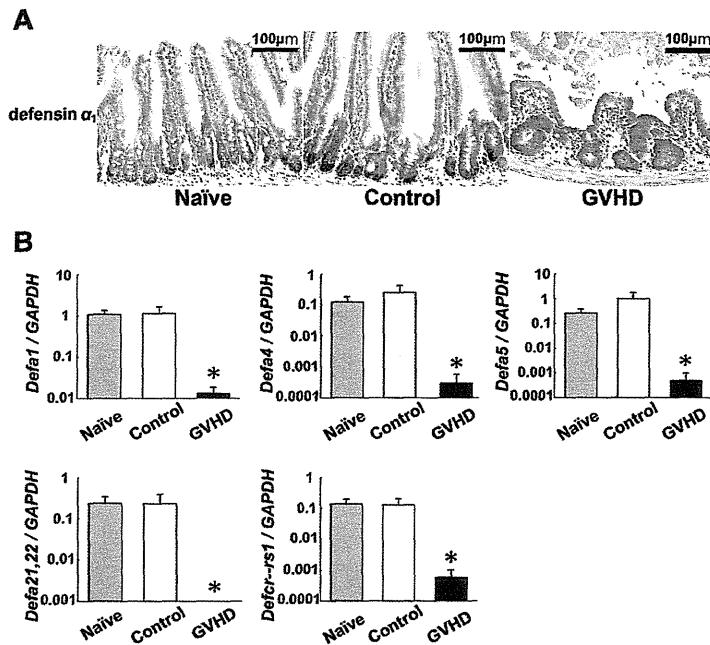 A
100μm
100μm
100μm
defensin α1
Naïve
Control
GVHD
B
Defa1 / GAPDH
10
1
0.1
0.01
*
Naïve
Control
GVHD
Defa4 / GAPDH
1
0.1
0.01
0.001
0.0001
*
Naïve
Control
GVHD
Defa5 / GAPDH
10
1
0.1
0.01
0.001
0.0001
*
Naïve
Control
GVHD
Defa21,22 / GAPDH
1
0.1
0.01
0.001
*
Naïve
Control
GVHD
Defcr-rs1 / GAPDH
1
0.1
0.01
0.001
0.0001
*
Naïve
Control
GVHD